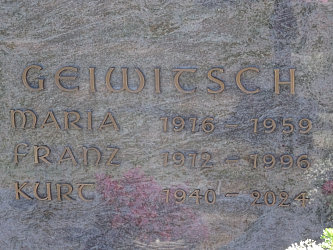 GEIWITSCH
MARIA 1916 – 1959
FRANZ 1912 – 1996
KURT 1940 – 2024